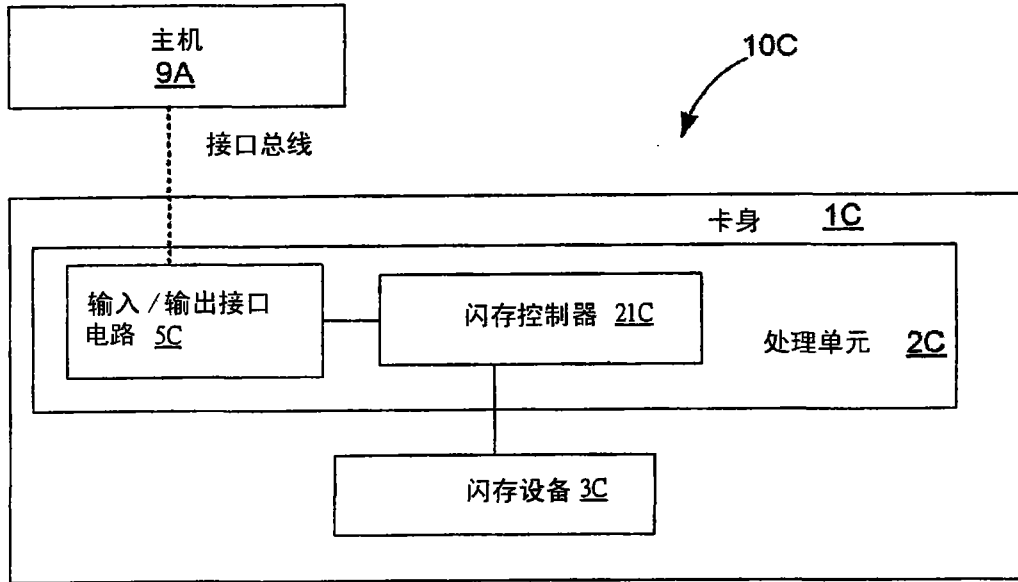 主机
9A
10C
接口总线
卡身 1C
输入/输出接口
电路 5C
闪存控制器 21C
处理单元 2C
闪存设备 3C